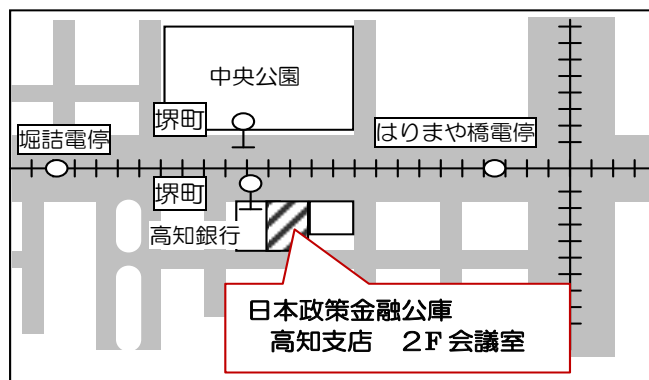 中央公園
堺町
堀詰電停
はりまや橋電停
堺町
高知銀行
日本政策金融公庫
高知支店 2F 会議室